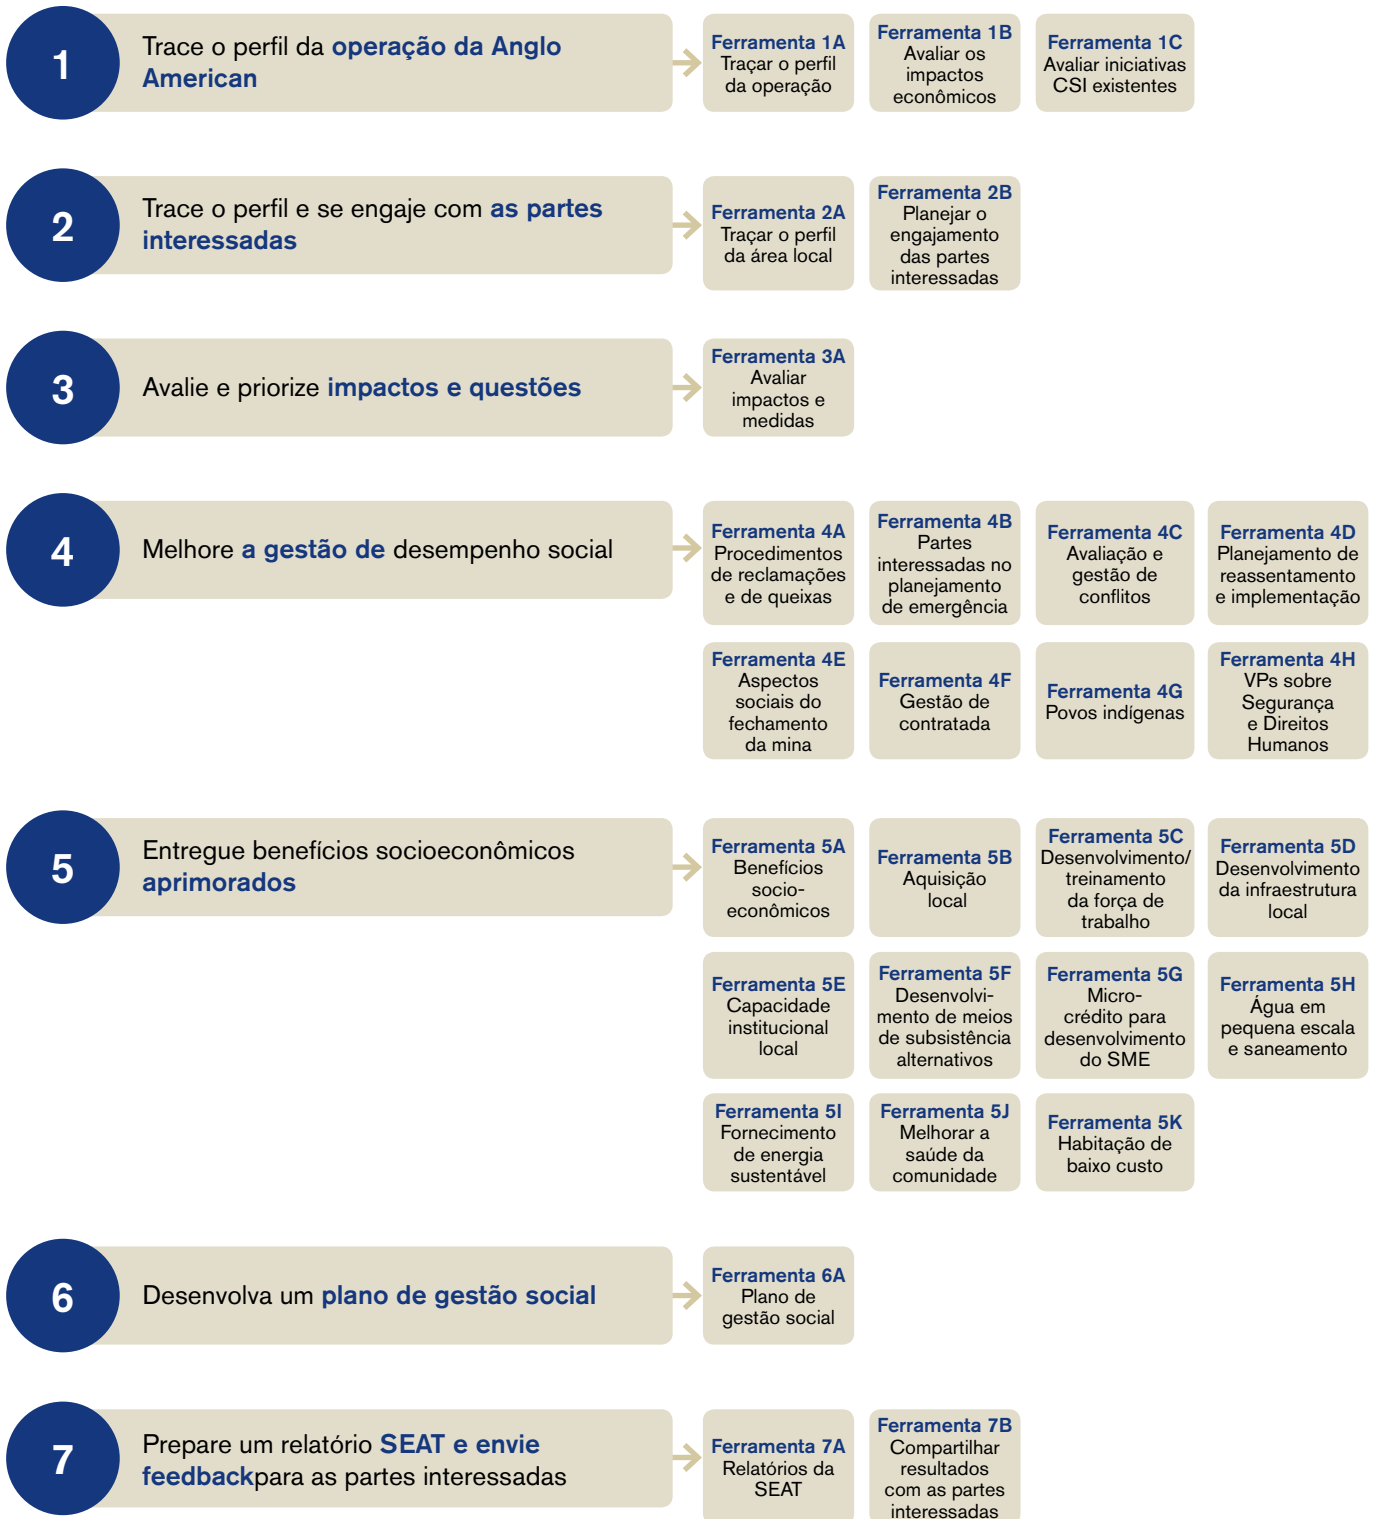 1
Trace o perfil da operação da Anglo
American
Ferramenta 1A
Traçar o perfil
da operação
Ferramenta 1B
Avaliar os
impactos
econômicos
Ferramenta 1C
Avaliar iniciativas
CSI existentes
2
Trace o perfil e se engaje com as partes
interessadas
Ferramenta 2A
Traçar o perfil
da área local
Ferramenta 2B
Planejar o
engajamento
das partes
interessadas
3
Avalie e priorize impactos e questões
Ferramenta 3A
Avaliar
impactos e
medidas
4
Melhore a gestão de desempenho social
Ferramenta 4A
Procedimentos
de reclamações
e de queixas
Ferramenta 4B
Partes
interessadas no
planejamento
de emergência
Ferramenta 4C
Avaliação e
gestão de
conflitos
Ferramenta 4D
Planejamento de
reassentamento
e implementação
Ferramenta 4E
Aspectos
sociais do
fechamento
da mina
Ferramenta 4F
Gestão de
contratada
Ferramenta 4G
Povos indígenas
Ferramenta 4H
VPs sobre
Segurança
e Direitos
Humanos
5
Entregue benefícios socioeconômicos
aprimorados
Ferramenta 5A
Benefícios
socio-
econômicos
Ferramenta 5B
Aquisição
local
Ferramenta 5C
Desenvolvimento/
treinamento
da força de
trabalho
Ferramenta 5D
Desenvolvimento
da infraestrutura
local
Ferramenta 5E
Capacidade
institucional
local
Ferramenta 5F
Desenvolvi-
mento de meios
de subsistência
alternativos
Ferramenta 5G
Micro-
crédito para
desenvolvimento
do SME
Ferramenta 5H
Água em
pequena escala
e saneamento
Ferramenta 5I
Fornecimento
de energia
sustentável
Ferramenta 5J
Melhorar a
saúde da
comunidade
Ferramenta 5K
Habitação de
baixo custo
6
Desenvolva um plano de gestão social
Ferramenta 6A
Plano de
gestão social
7
Prepare um relatório SEAT e envie
feedbackpara as partes interessadas
Ferramenta 7A
Relatórios da
SEAT
Ferramenta 7B
Compartilhar
resultados
com as partes
interessadas